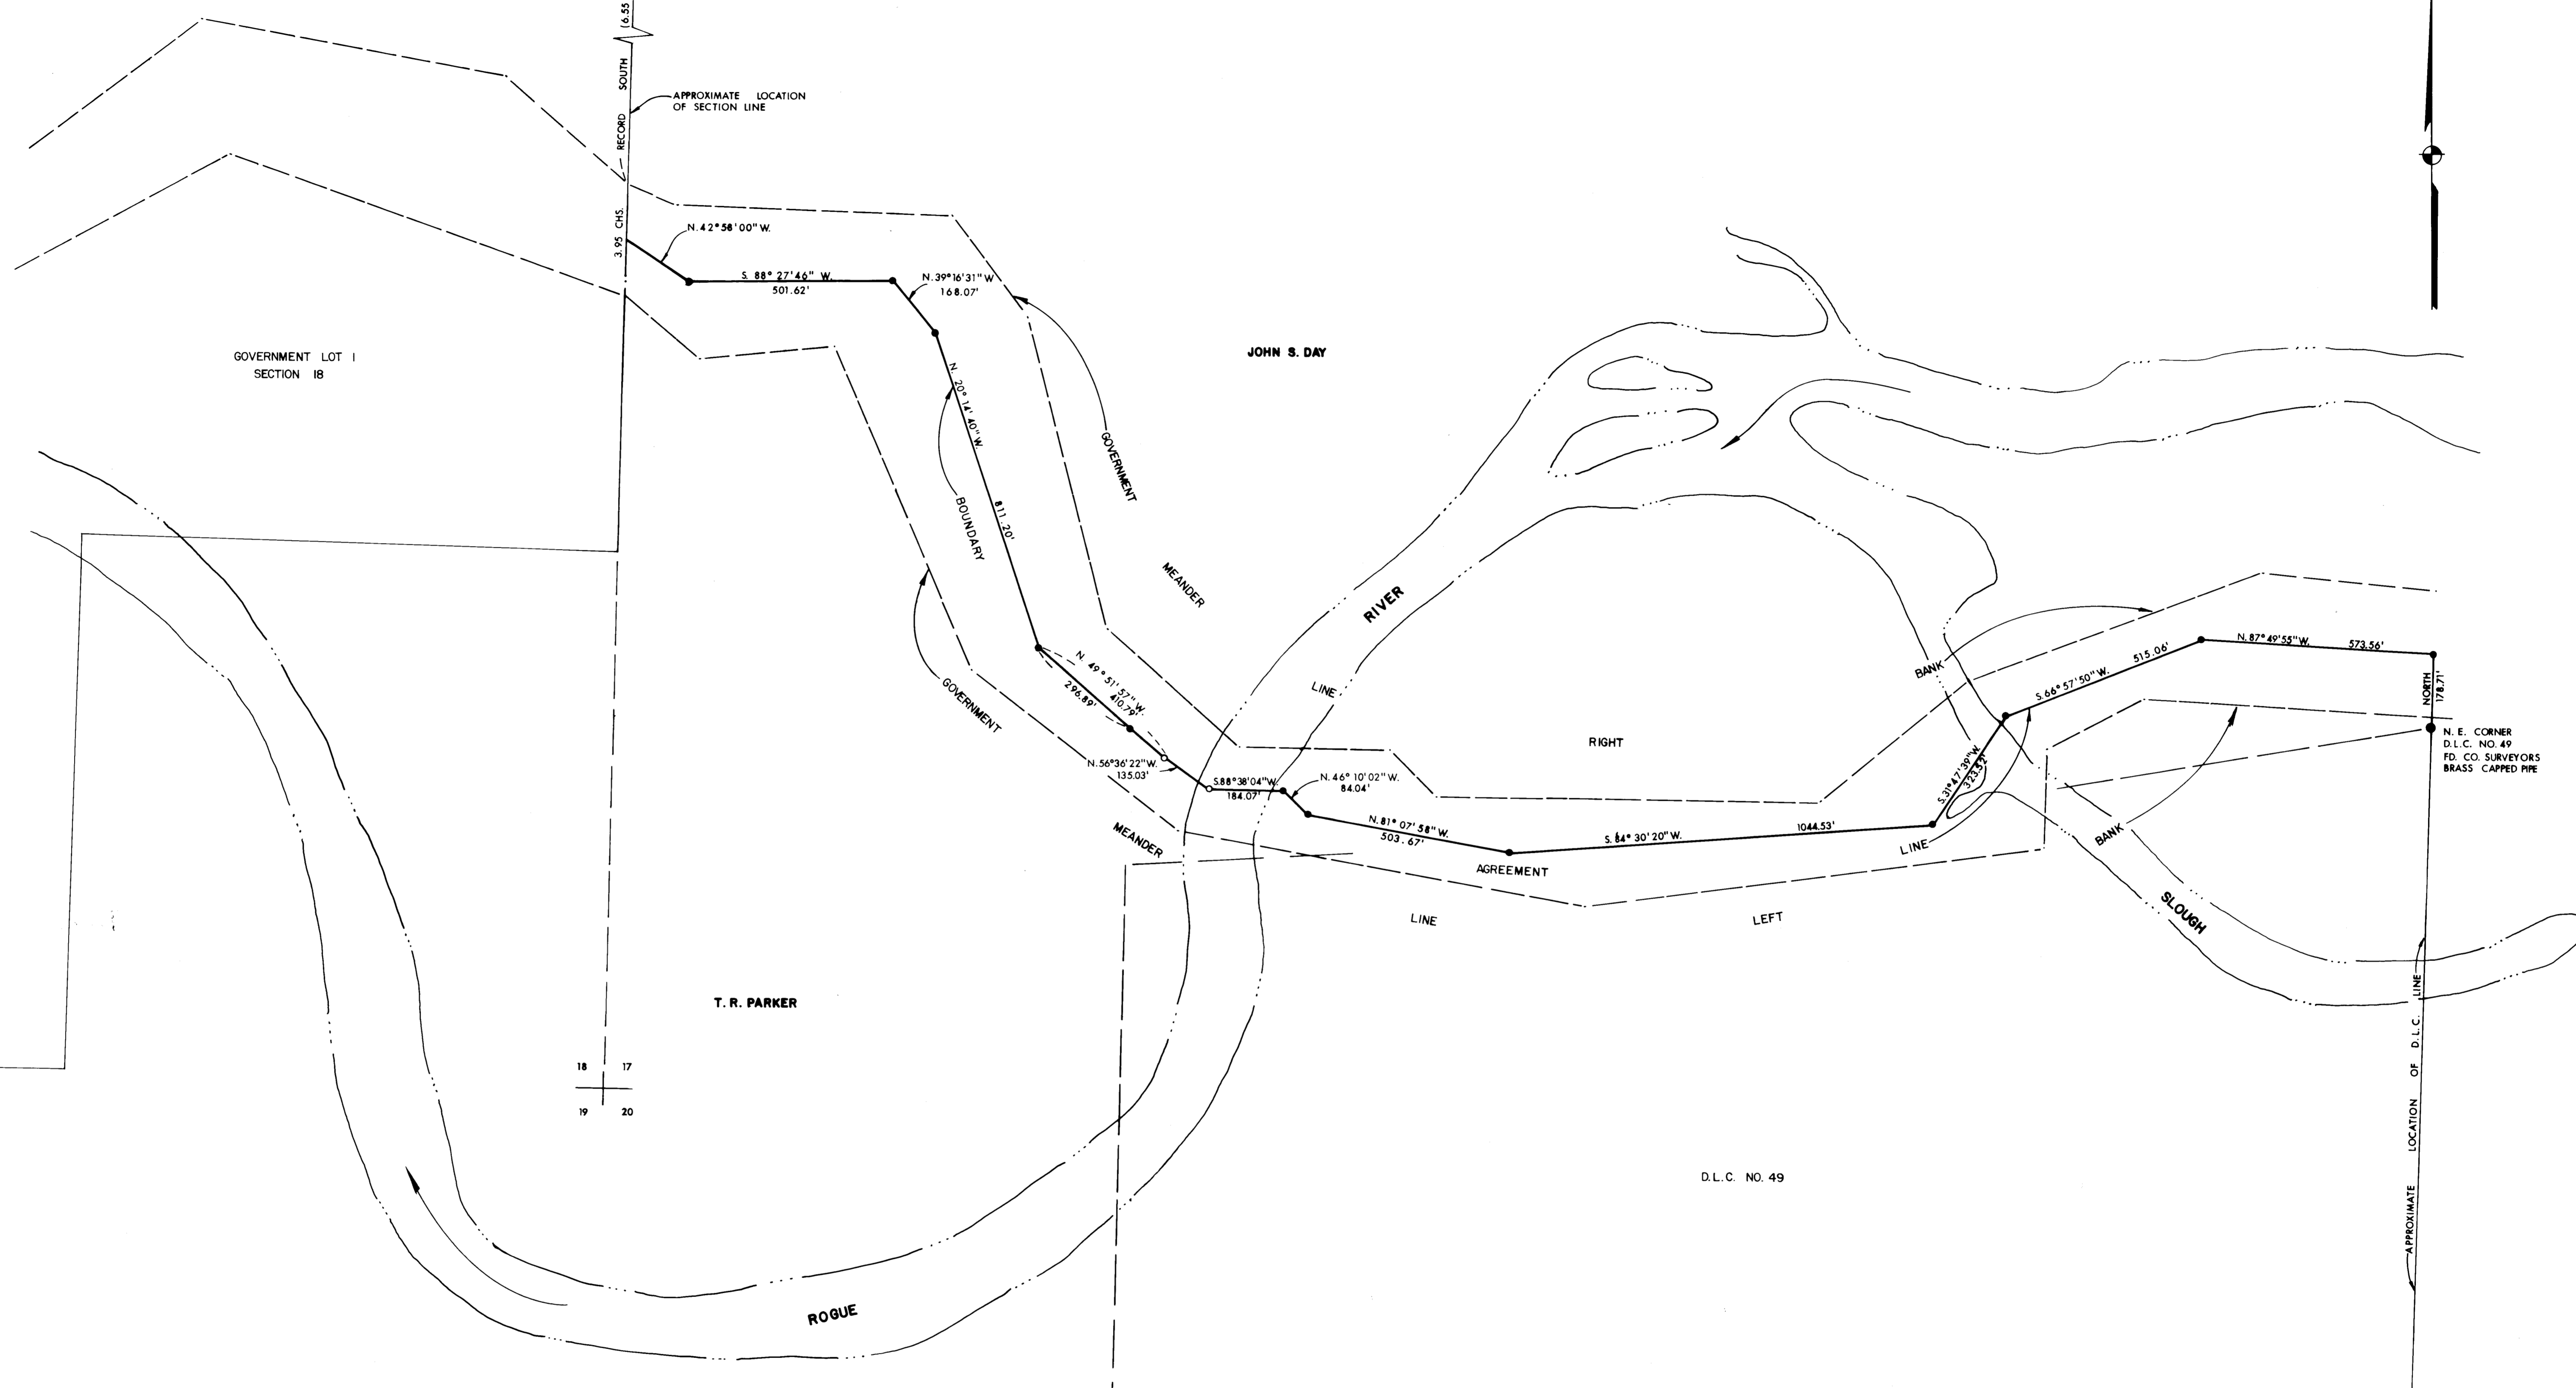 (6.55
SOUTH
RECORD
3.95 CHS.
APPROXIMATE LOCATION
OF SECTION LINE
N. 42° 58' 00" W.
S. 88° 27' 46" W.
501.62'
N. 39° 16' 31" W
168.07'
GOVERNMENT LOT 1
SECTION 18
JOHN S. DAY
N. 20° 14' 40" W.
811.20'
BOUNDARY
GOVERNMENT
MEANDER
RIVER
LINE
GOVERNMENT
N. 49° 51' 57" W.
410.79'
296.89'
N. 56° 36' 22" W.
135.03'
S. 88° 38' 04" W.
184.07'
N. 46° 10' 02" W.
84.04'
RIGHT
BANK
N. 87° 49' 55" W. 573.56'
S. 66° 57' 50" W. 515.06'
NORTH
178.71'
N. E. CORNER
D.L.C. NO. 49
FD. CO. SURVEYORS
BRASS CAPPED PIPE
S. 31° 47' 39" W.
323.52'
N. 81° 07' 58" W.
503.67'
S. 84° 30' 20" W. 1044.53'
MEANDER
AGREEMENT
LINE
BANK
LINE
LEFT
SLOUGH
T. R. PARKER
18 17
19 20
D.L.C. NO. 49
APPROXIMATE LOCATION OF D.L.C. LINE
ROGUE